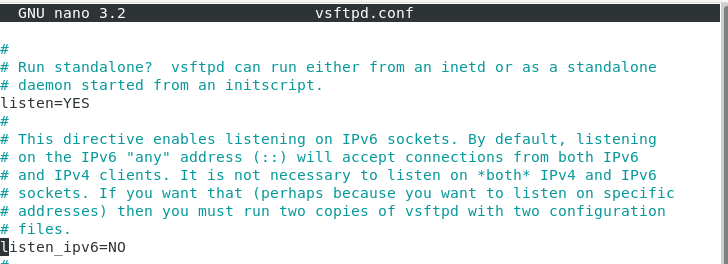 GNU nano 3.2 vsftpd.conf
#
# Run standalone?  vsftpd can run either from an inetd or as a standalone
# daemon started from an initscript.
listen=YES
#
# This directive enables listening on IPv6 sockets. By default, listening
# on the IPv6 "any" address (::) will accept connections from both IPv6
# and IPv4 clients. It is not necessary to listen on *both* IPv4 and IPv6
# sockets. If you want that (perhaps because you want to listen on specific
# addresses) then you must run two copies of vsftpd with two configuration
# files.
listen_ipv6=NO
#